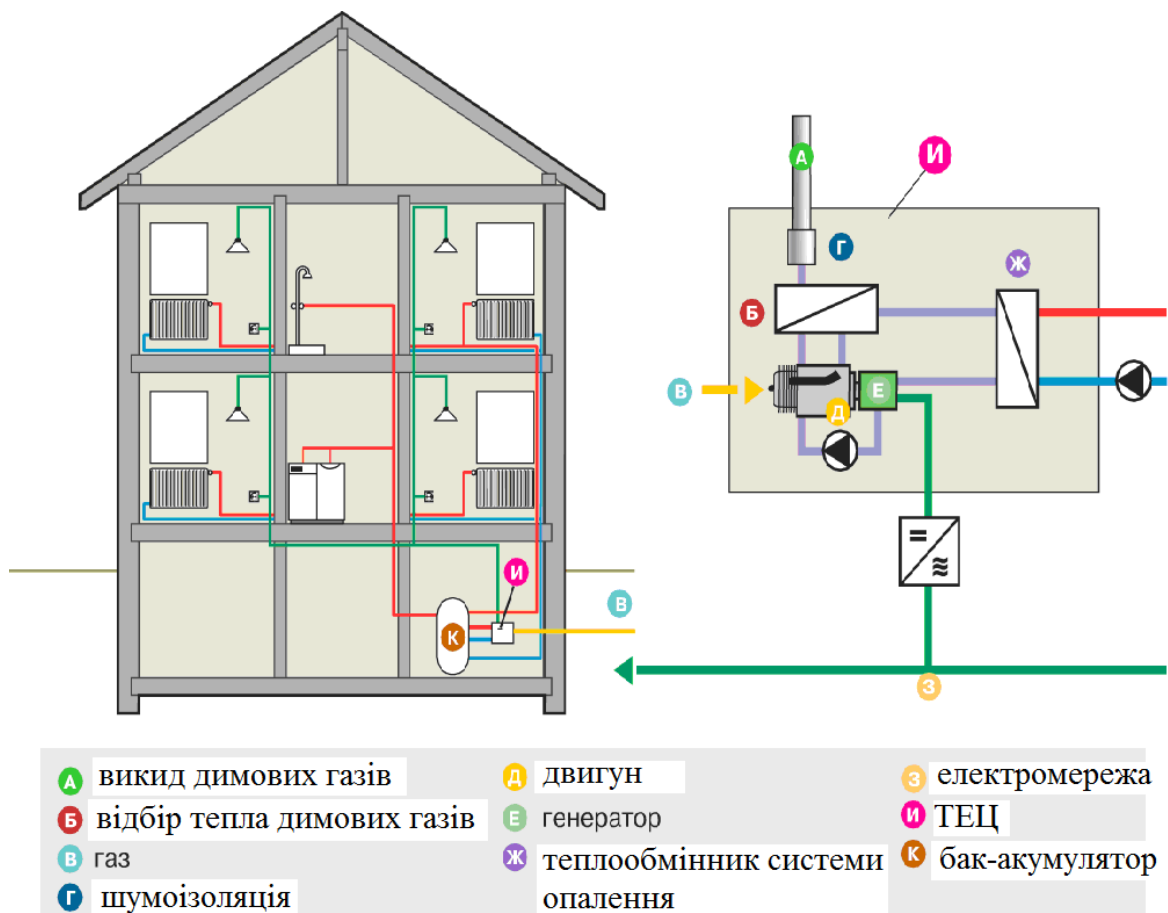 А
И
Г
Ж
Б
В
Е
Д
И
В
К
З
А викид димових газів
Б відбір тепла димових газів
В газ
Г шумоізоляція
Д двигун
Е генератор
Ж теплообмінник системи
опалення
З електромережа
И ТЕЦ
К бак-акумулятор